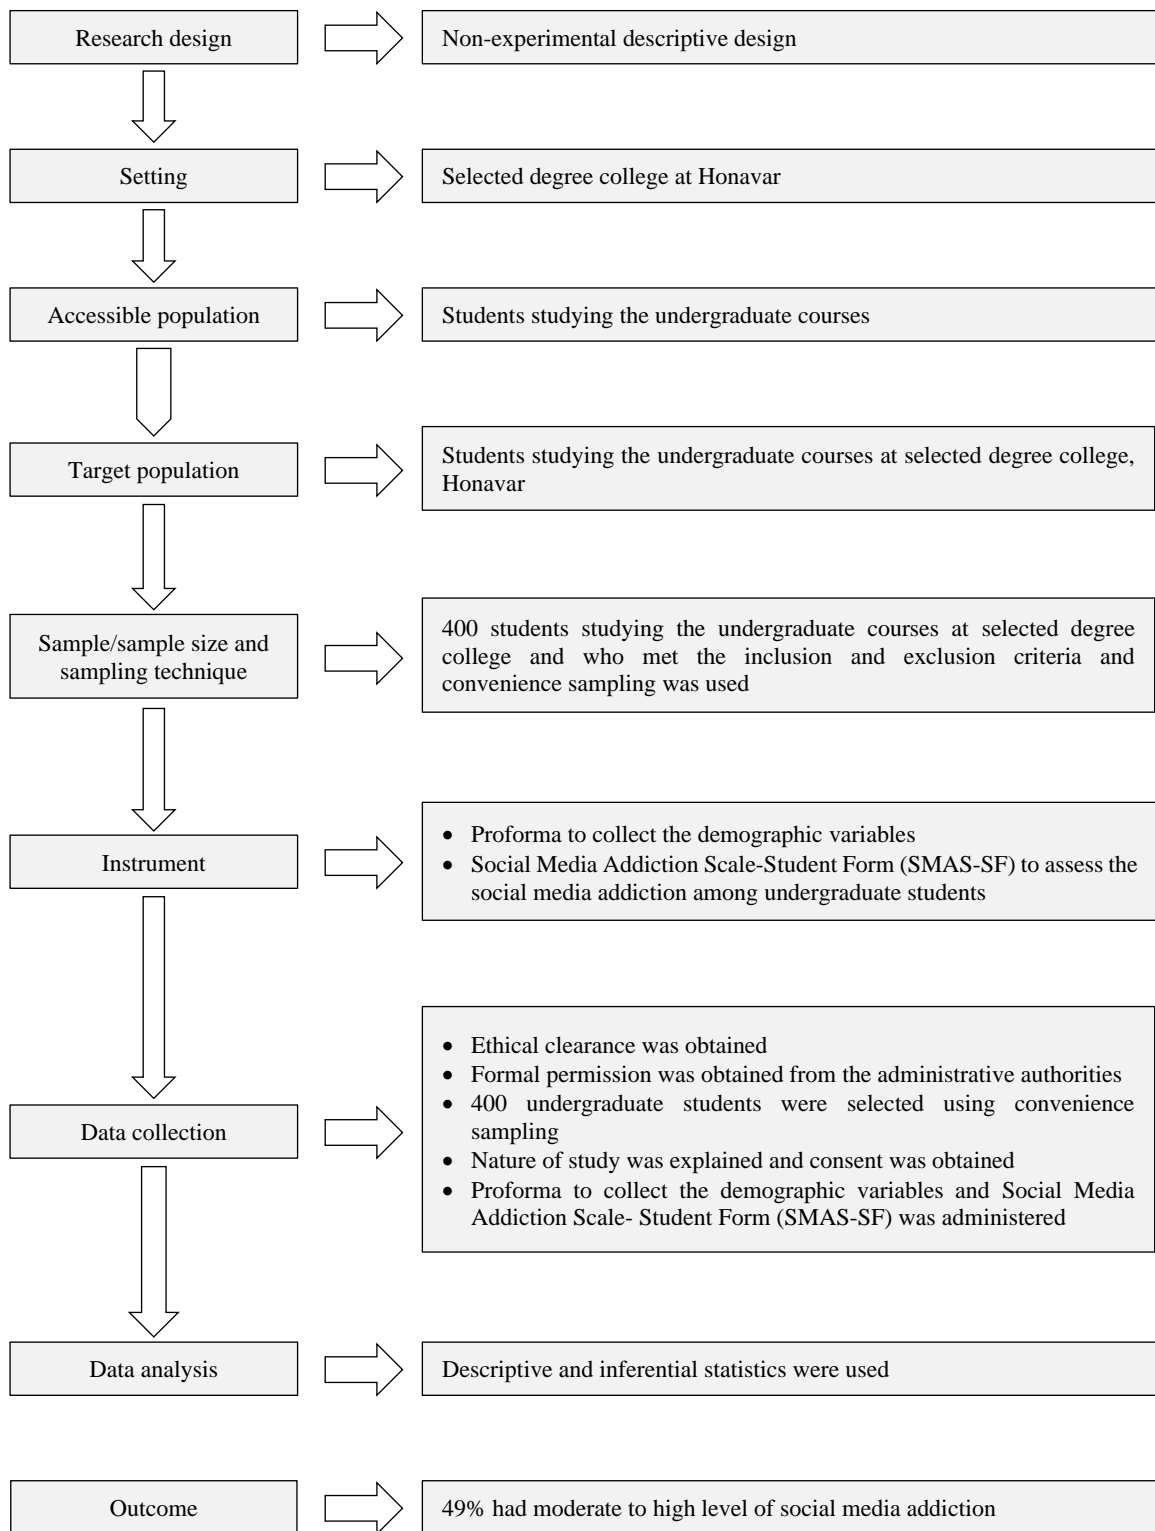 Research design
Non-experimental descriptive design
Setting
Selected degree college at Honavar
Accessible population
Students studying the undergraduate courses
Target population
Students studying the undergraduate courses at selected degree college,
Honavar
Sample/sample size and
sampling technique
400 students studying the undergraduate courses at selected degree
college and who met the inclusion and exclusion criteria and
convenience sampling was used
Instrument
• Proforma to collect the demographic variables
• Social Media Addiction Scale-Student Form (SMAS-SF) to assess the
social media addiction among undergraduate students
Data collection
• Ethical clearance was obtained
• Formal permission was obtained from the administrative authorities
• 400 undergraduate students were selected using convenience
sampling
• Nature of study was explained and consent was obtained
• Proforma to collect the demographic variables and Social Media
Addiction Scale- Student Form (SMAS-SF) was administered
Data analysis
Descriptive and inferential statistics were used
Outcome
49% had moderate to high level of social media addiction